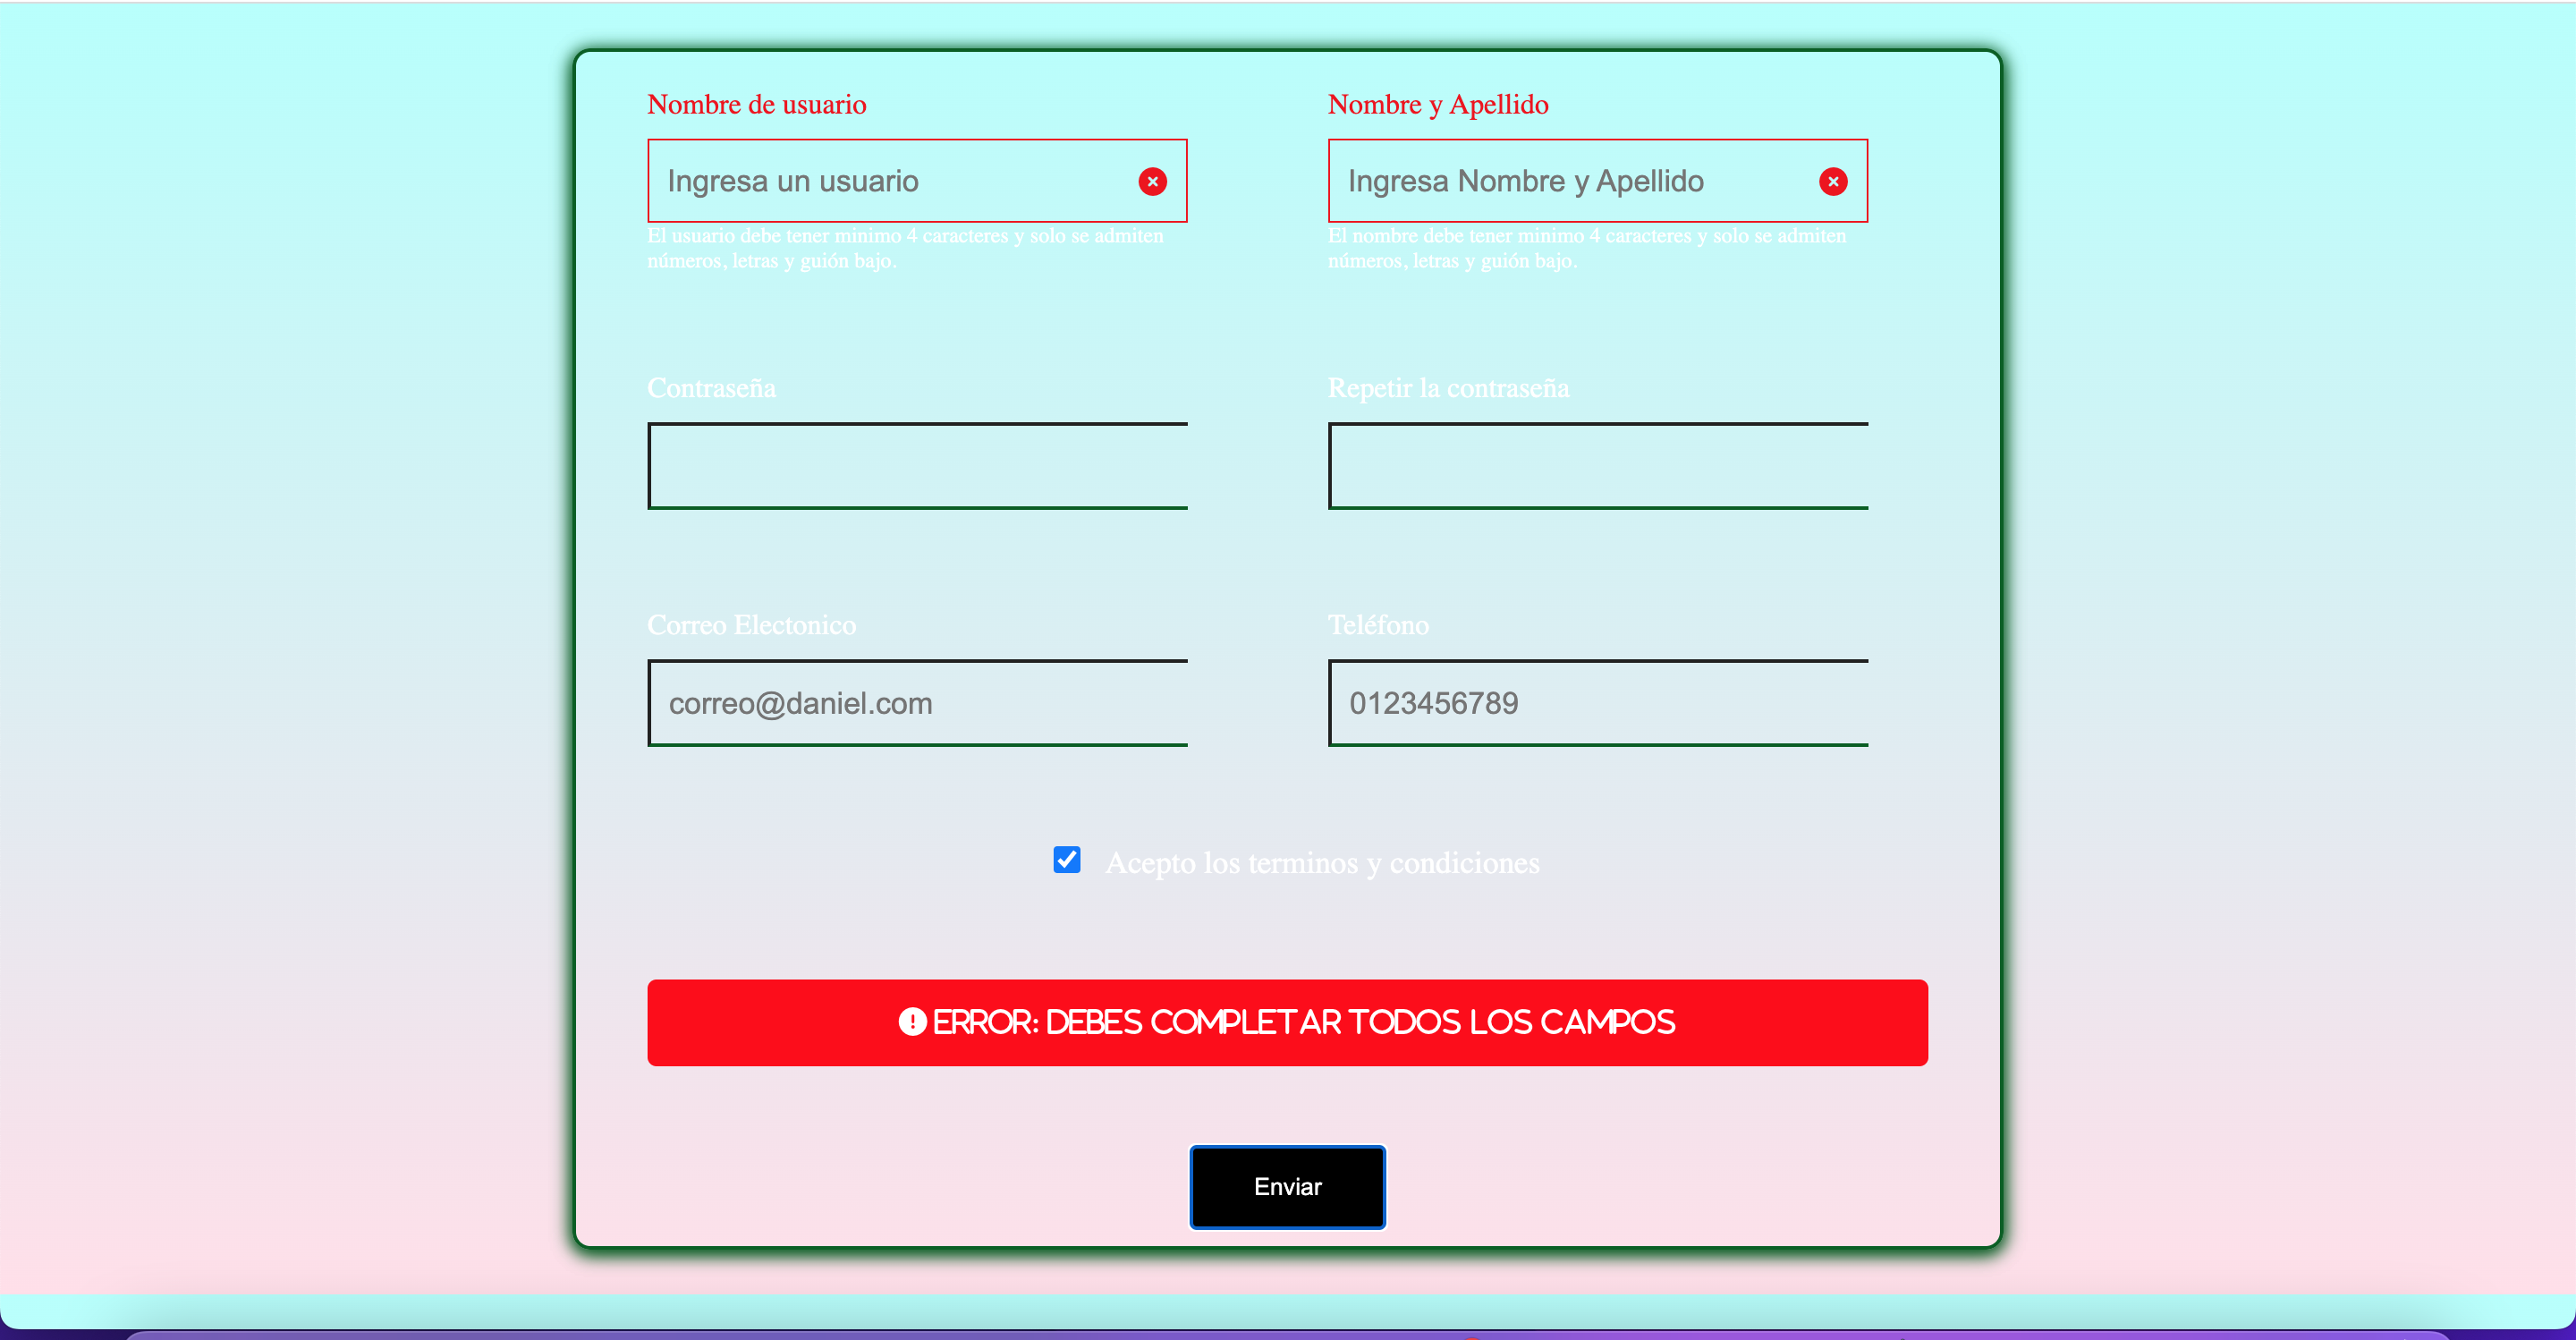 Nombre de usuario
Nombre y Apellido
Ingresa un usuario
Ingresa Nombre y Apellido
El usuario debe tener minimo 4 caracteres y solo se admiten
números, letras y guión bajo.
El nombre debe tener minimo 4 caracteres y solo se admiten
números, letras y guión bajo.
Contraseña
Repetir la contraseña
Correo Electonico
Teléfono
correo@daniel.com
0123456789
Acepto los terminos y condiciones
ERROR: DEBES COMPLETAR TODOS LOS CAMPOS
Enviar